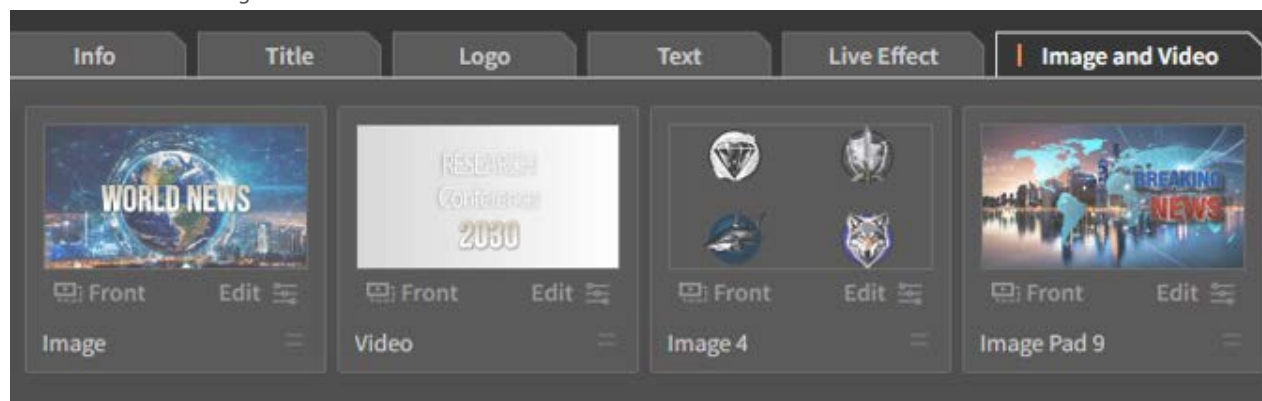 Info Title Logo Text Live Effect Image and Video
WORLD NEWS
RESEARCH
Conference
2030
BREAKING
NEWS
Front Edit Front Edit Front Edit Front Edit
Image Video Image 4 Image Pad 9